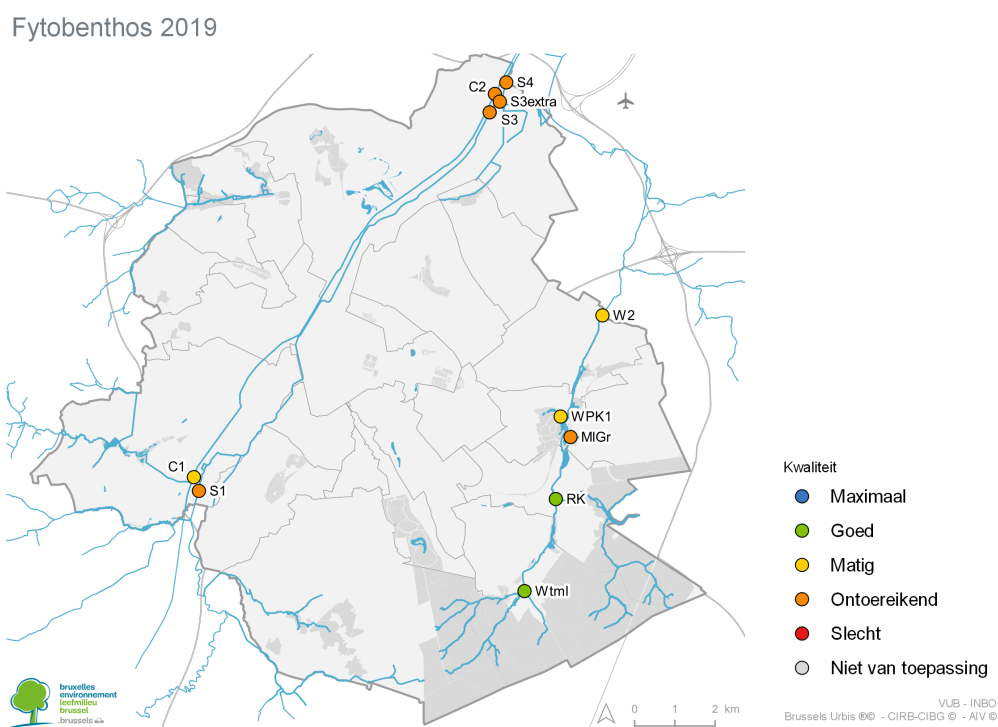 Fytobenthos 2019
S4
C2
S3extra
S3
W2
WPK1
MlGr
C1
S1
RK
Wtml
Kwaliteit
Maximaal
Goed
Matig
Ontoereikend
Slecht
Niet van toepassing
bruxelles
environnement
leefmilieu
brussel
.brussels
0 1 2 km
VUB - INBO
Brussels Urbis ®© - CIRB-CIBG © - AIV ©